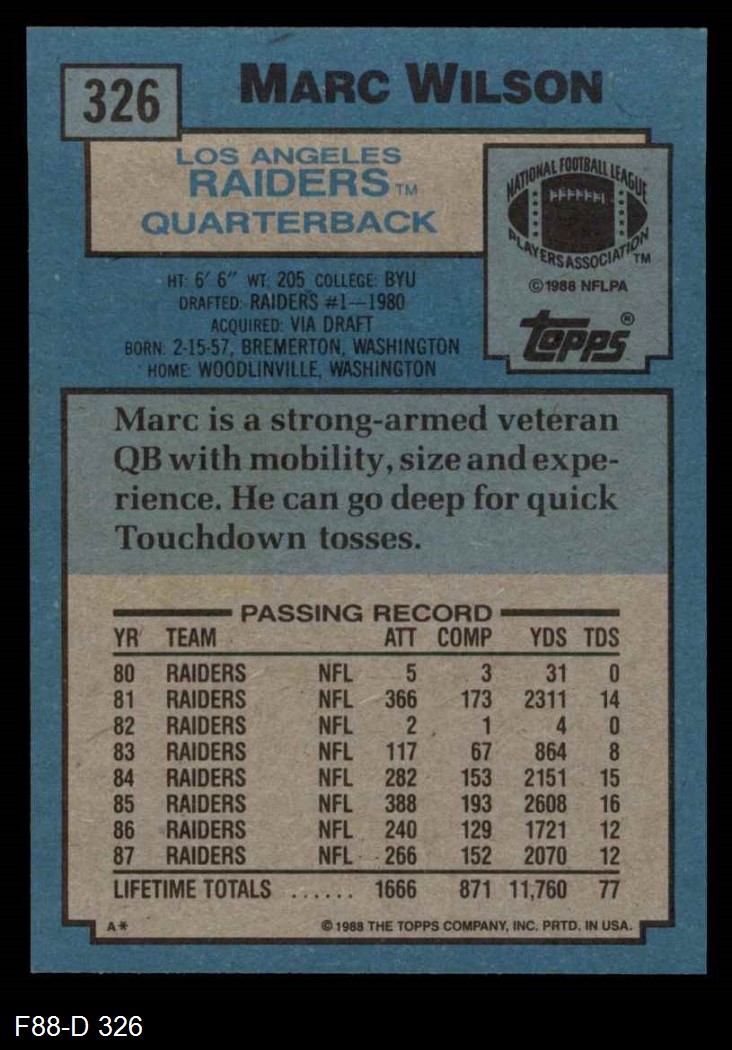 326
MARC WILSON
LOS ANGELES
RAIDERS TM
QUARTERBACK
NATIONAL FOOTBALL LEAGUE
PLAYERS ASSOCIATION TM
© 1988 NFLPA
topps®
HT: 6' 6" WT: 205 COLLEGE: BYU
DRAFTED: RAIDERS #1—1980
ACQUIRED: VIA DRAFT
BORN: 2-15-57, BREMERTON, WASHINGTON
HOME: WOODLINVILLE, WASHINGTON
Marc is a strong-armed veteran
QB with mobility, size and expe-
rience. He can go deep for quick
Touchdown tosses.
PASSING RECORD
YR TEAM ATT COMP YDS TDS
80 RAIDERS NFL 5 3 31 0
81 RAIDERS NFL 366 173 2311 14
82 RAIDERS NFL 2 1 4 0
83 RAIDERS NFL 117 67 864 8
84 RAIDERS NFL 282 153 2151 15
85 RAIDERS NFL 388 193 2608 16
86 RAIDERS NFL 240 129 1721 12
87 RAIDERS NFL 266 152 2070 12
LIFETIME TOTALS ...... 1666 871 11,760 77
A* © 1988 THE TOPPS COMPANY, INC. PRTD. IN USA.
F88-D 326